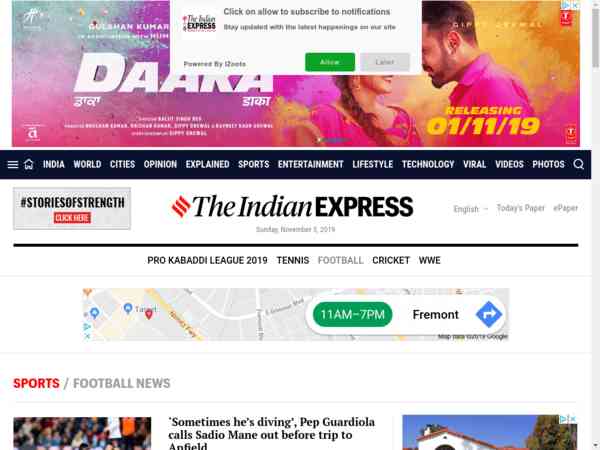 GULSHAN KUMAR
Click on allow to subscribe to notifications
Stay updated with the latest happenings on our site
The Indian
EXPRESS
Powered By iZooto
Allow
Later
GIPPY GREWAL
DAAKA
ਡਾਕਾ
डाका
RELEASING
01/11/19
INDIA WORLD CITIES OPINION EXPLAINED SPORTS ENTERTAINMENT LIFESTYLE TECHNOLOGY VIRAL VIDEOS PHOTOS
#STORIESOFSTRENGTH
CLICK HERE
The Indian EXPRESS
Sunday, November 3, 2019
English
Today's Paper
ePaper
PRO KABADDI LEAGUE 2019 TENNIS FOOTBALL CRICKET WWE
Target
11AM–7PM
Fremont
Map data ©2019 Google
SPORTS / FOOTBALL NEWS
'Sometimes he's diving', Pep Guardiola
calls Sadio Mane out before trip to
Anfield